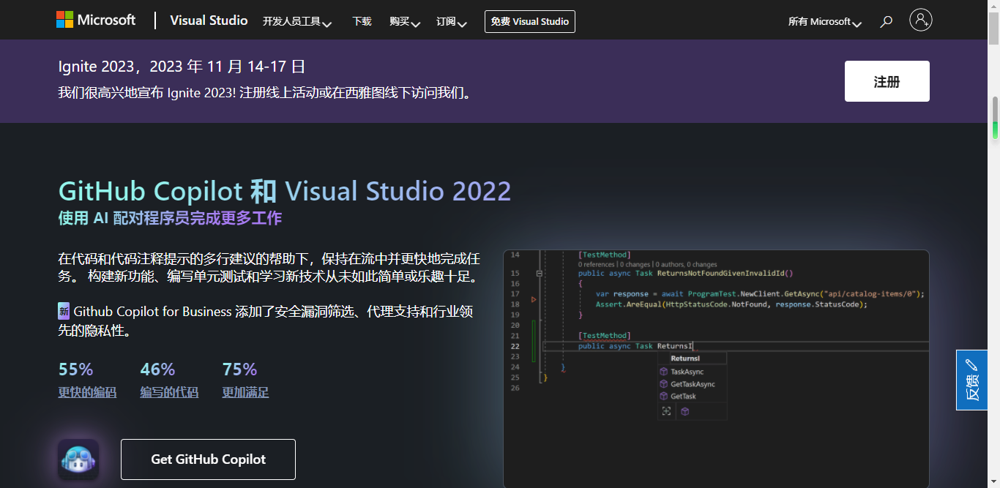 Microsoft
Visual Studio
开发人员工具
下载
购买
订阅
免费 Visual Studio
所有 Microsoft
Ignite 2023，2023 年 11 月 14-17 日
我们很高兴地宣布 Ignite 2023! 注册线上活动或在西雅图线下访问我们。
注册
GitHub Copilot 和 Visual Studio 2022
使用 AI 配对程序员完成更多工作
在代码和代码注释提示的多行建议的帮助下，保持在流中并更快地完成任
务。 构建新功能、编写单元测试和学习新技术从未如此简单或乐趣十足。
新 Github Copilot for Business 添加了安全漏洞筛选、代理支持和行业领
先的隐私性。
55%
46%
75%
更快的编码
编写的代码
更加满足
Get GitHub Copilot
14 [TestMethod]
0 references | 0 changes | 0 authors, 0 changes
15 public async Task ReturnsNotFoundGivenInvalidId()
16 {
17 var response = await ProgramTest.NewClient.GetAsync("api/catalog-items/0");
18 Assert.AreEqual(HttpStatusCode.NotFound, response.StatusCode);
19 }
20
21 [TestMethod]
22 public async Task ReturnsI
23
24 }
25 }
26
ReturnsI
TaskAsync
GetTaskAsync
GetTask
反馈